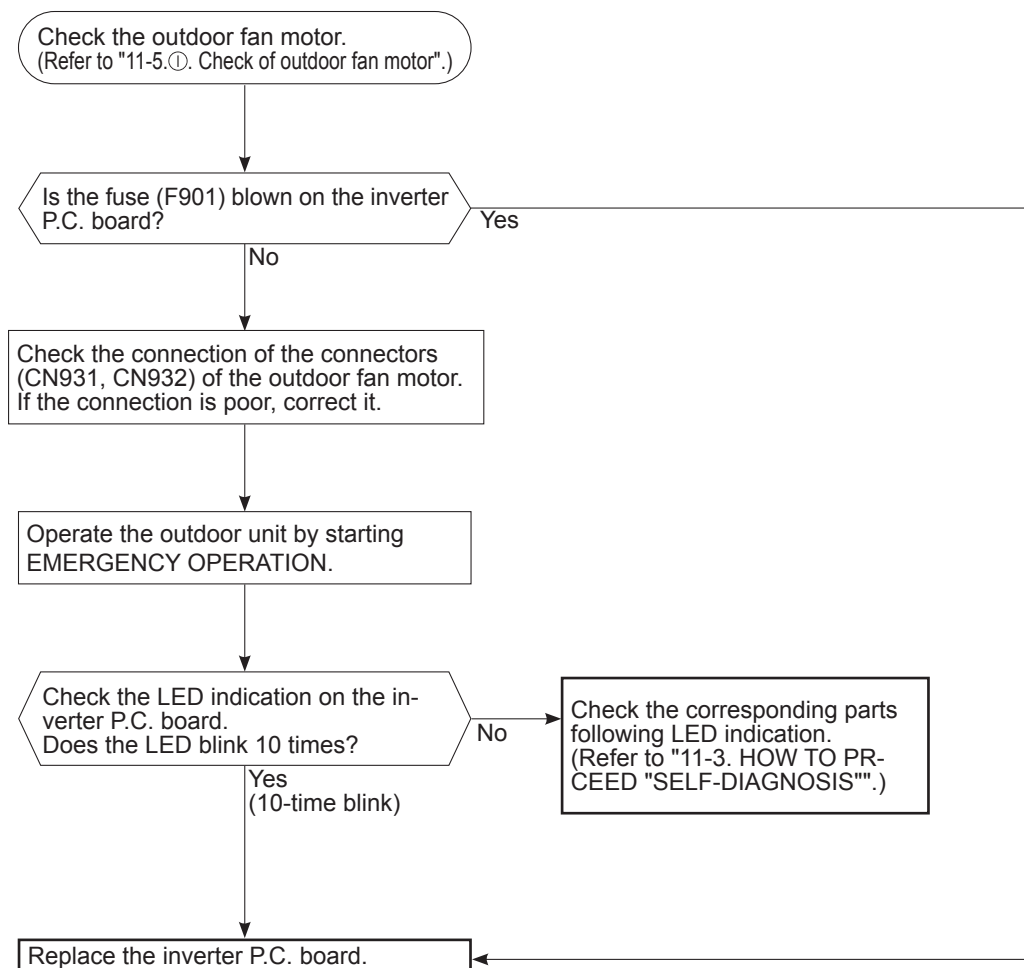 Check the outdoor fan motor.
(Refer to "11-5.Ⓘ. Check of outdoor fan motor".)
Is the fuse (F901) blown on the inverter
P.C. board?
Yes
No
Check the connection of the connectors
(CN931, CN932) of the outdoor fan motor.
If the connection is poor, correct it.
Operate the outdoor unit by starting
EMERGENCY OPERATION.
Check the LED indication on the in-
verter P.C. board.
Does the LED blink 10 times?
No
Check the corresponding parts
following LED indication.
(Refer to "11-3. HOW TO PR-
CEED "SELF-DIAGNOSIS"".)
Yes
(10-time blink)
Replace the inverter P.C. board.